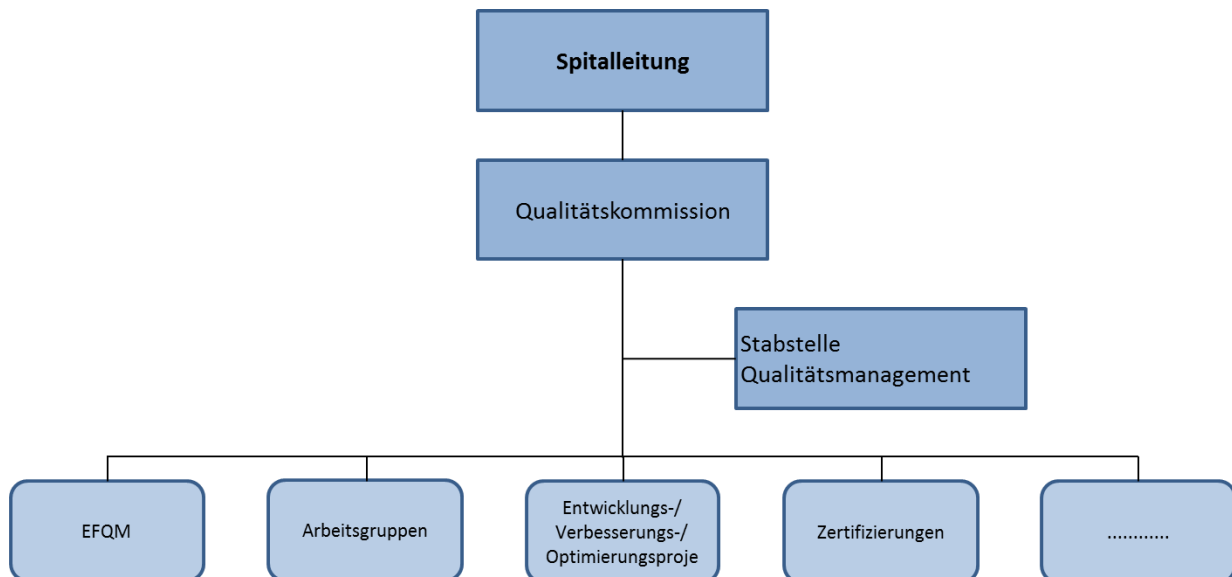 Spitalleitung
Qualitätskommission
Stabstelle
Qualitätsmanagement
EFQM
Arbeitsgruppen
Entwicklungs-/
Verbesserungs-/
Optimierungsproje
Zertifizierungen
............